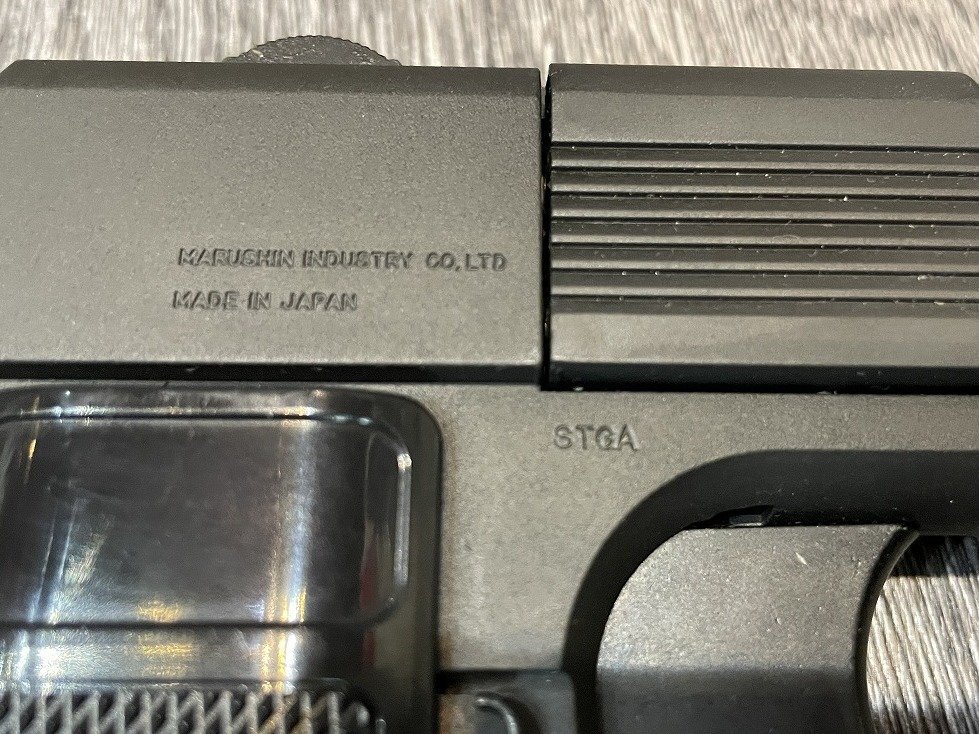 MARUSHIN INDUSTRY CO,LTD
MADE IN JAPAN
STGA